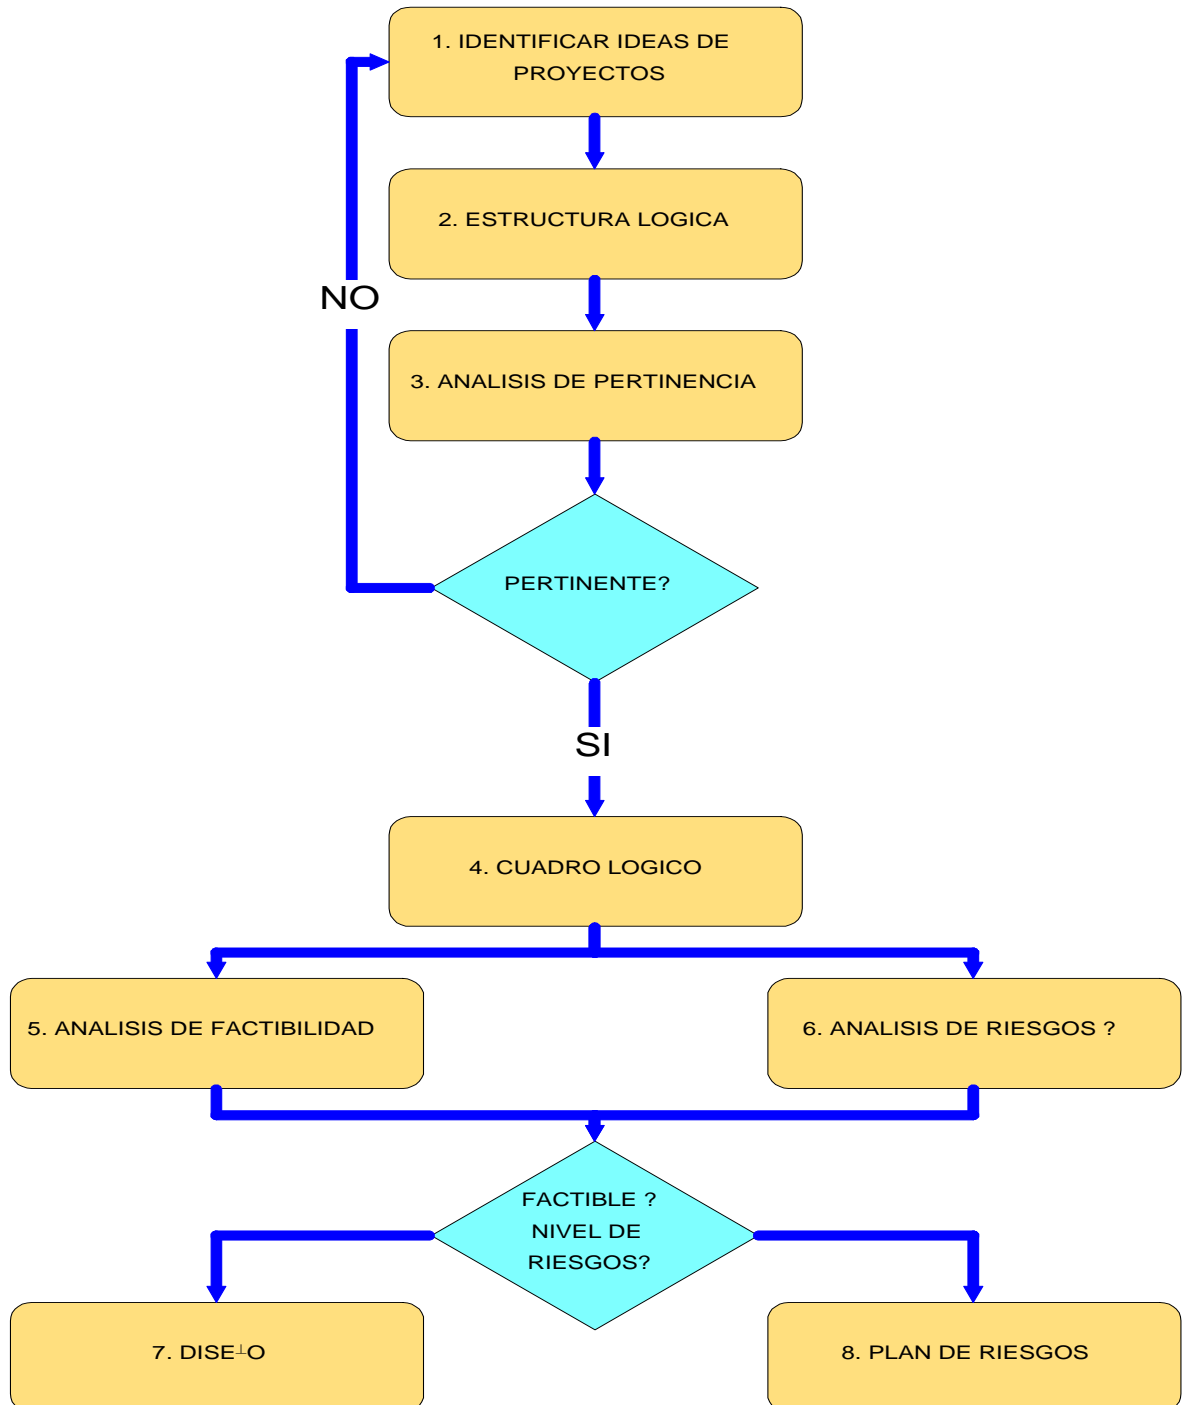 1. IDENTIFICAR IDEAS DE
PROYECTOS
2. ESTRUCTURA LOGICA
NO
3. ANALISIS DE PERTINENCIA
PERTINENTE?
SI
4. CUADRO LOGICO
5. ANALISIS DE FACTIBILIDAD
6. ANALISIS DE RIESGOS ?
FACTIBLE ?
NIVEL DE
RIESGOS?
7. DISE┴O
8. PLAN DE RIESGOS